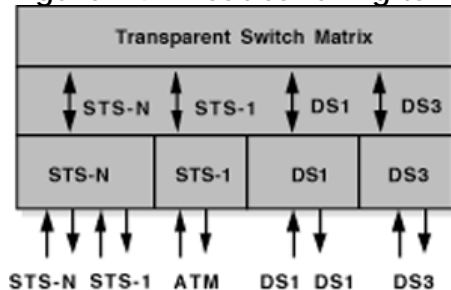 Transparent Switch Matrix
STS-N STS-1 DS1 DS3
STS-N STS-1 DS1 DS3
STS-N STS-1 ATM DS1 DS1 DS3